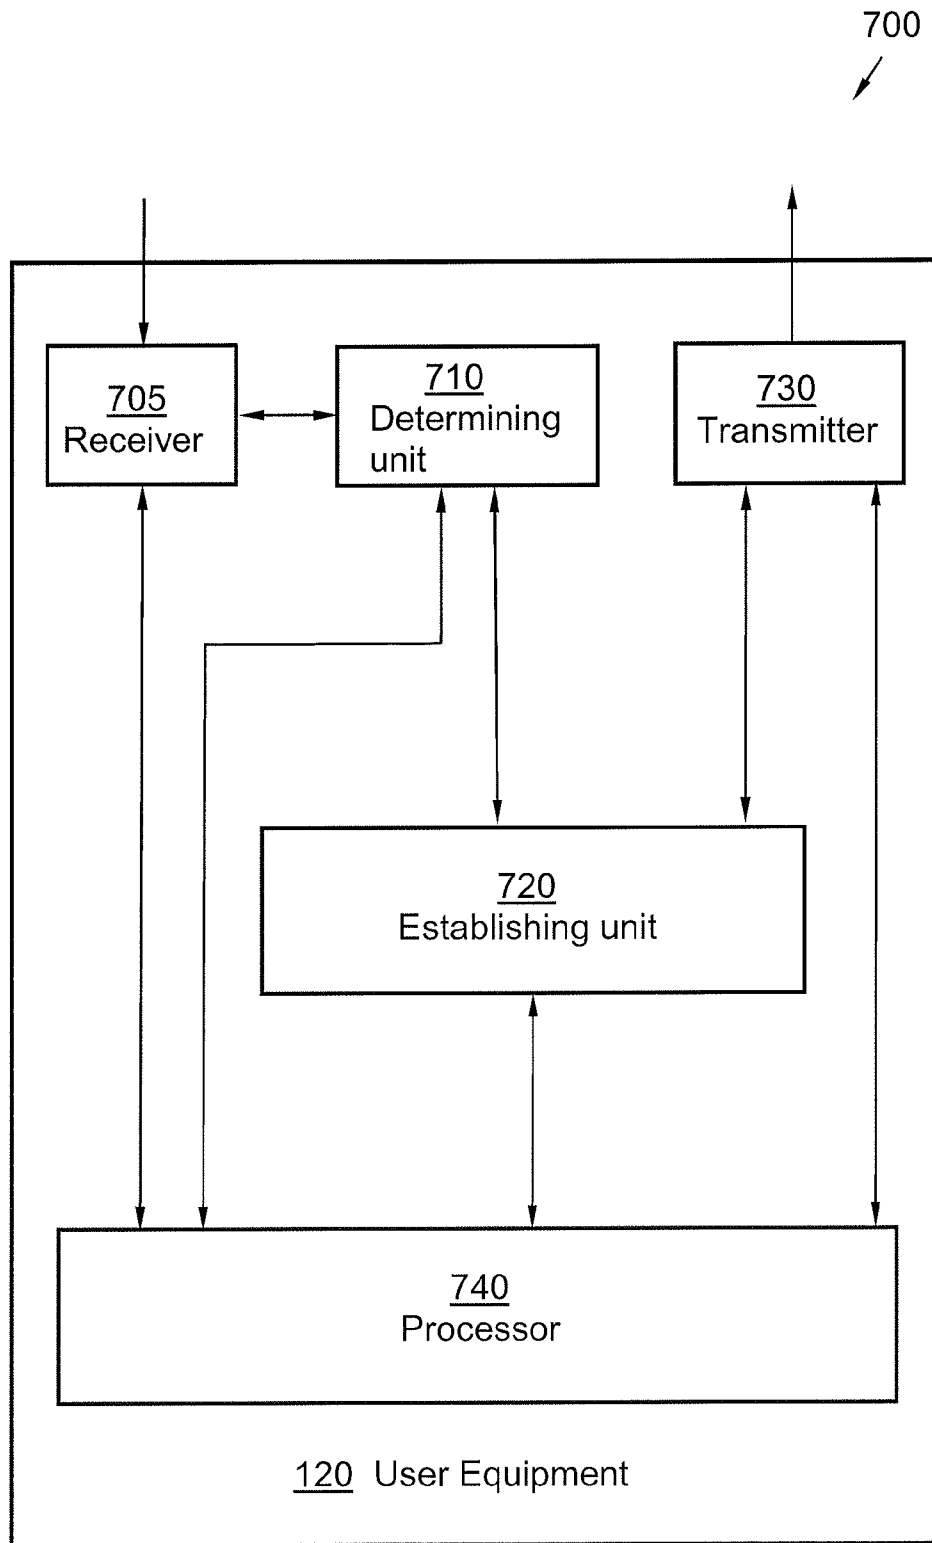 700
705
Receiver
710
Determining
unit
730
Transmitter
720
Establishing unit
740
Processor
120 User Equipment